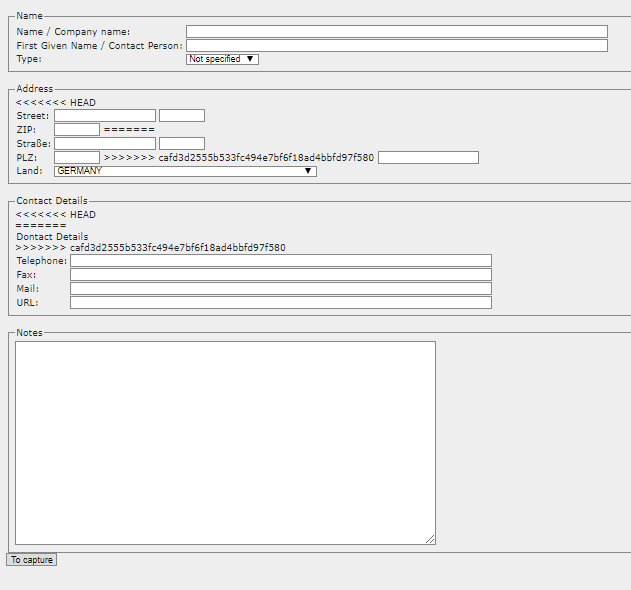 Name
Name / Company name:
First Given Name / Contact Person:
Type: Not specified ▼
Address
<<<<<<< HEAD
Street:
ZIP: =======
Straße:
PLZ: >>>>>>> cafd3d2555b533fc494e7bf6f18ad4bbfd97f580
Land: GERMANY ▼
Contact Details
<<<<<<< HEAD
=======
Dontact Details
>>>>>>> cafd3d2555b533fc494e7bf6f18ad4bbfd97f580
Telephone:
Fax:
Mail:
URL:
Notes
To capture